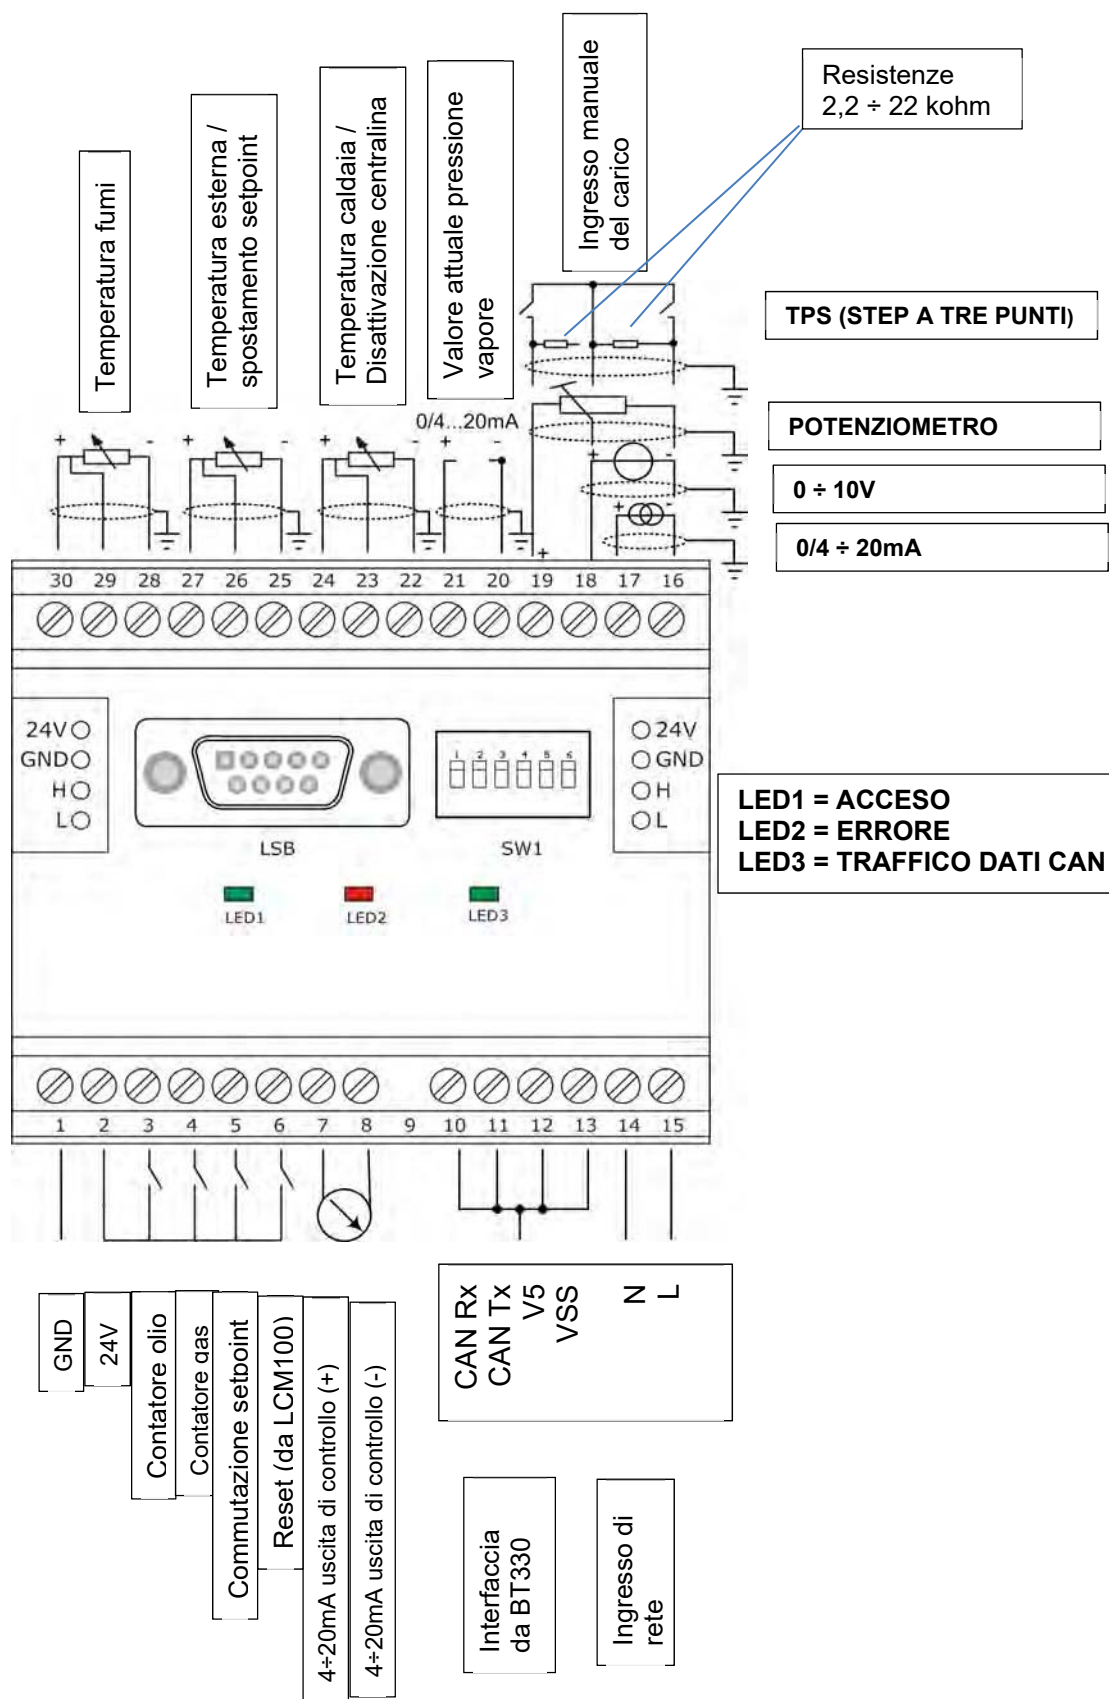 Temperatura fumi
Temperatura esterna /
spostamento setpoint
Temperatura caldaia /
Disattivazione centralina
Valore attuale pressione
vapore
Ingresso manuale
del carico
Resistenze
2,2 ÷ 22 kohm
TPS (STEP A TRE PUNTI)
POTENZIOMETRO
0 ÷ 10V
0/4 ÷ 20mA
0/4...20mA
+ - + - + - + - + - + - +
30 29 28 27 26 25 24 23 22 21 20 19 18 17 16
24V
GND
H
L
LSB
1 2 3 4 5 6
SW1
24V
GND
H
L
LED1
LED2
LED3
LED1 = ACCESO
LED2 = ERRORE
LED3 = TRAFFICO DATI CAN
1 2 3 4 5 6 7 8 9 10 11 12 13 14 15
GND
24V
Contatore olio
Contatore gas
Commutazione setpoint
Reset (da LCM100)
4÷20mA uscita di controllo (+)
4÷20mA uscita di controllo (-)
CAN Rx
CAN Tx
V5
VSS
N
L
Interfaccia
da BT330
Ingresso di
rete